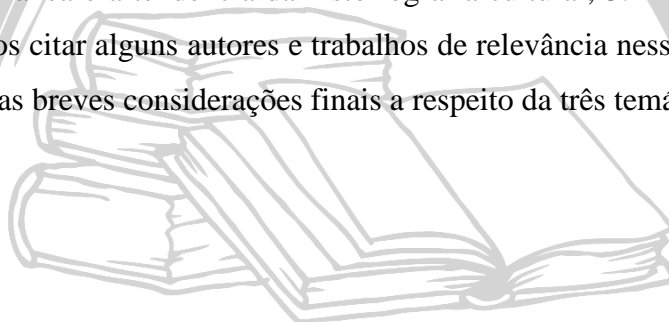 os citar alguns autores e trabalhos de relevância ness
as breves considerações finais a respeito da três temá